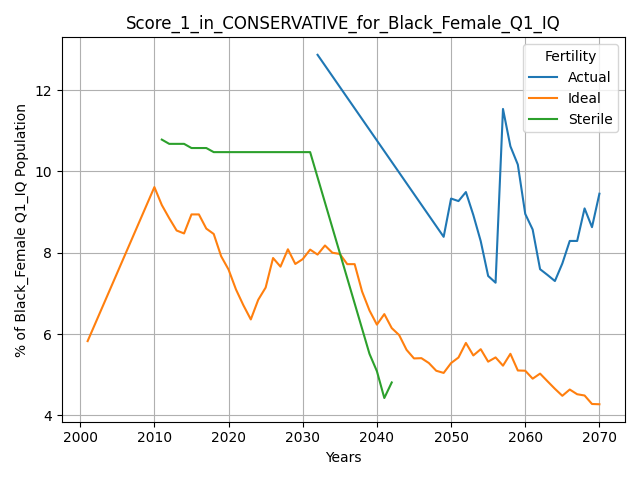 Score_1_in_CONSERVATIVE_for_Black_Female_Q1_IQ
Fertility
Actual
Ideal
Sterile
% of Black_Female Q1_IQ Population
12
10
8
6
4
2000 2010 2020 2030 2040 2050 2060 2070
Years